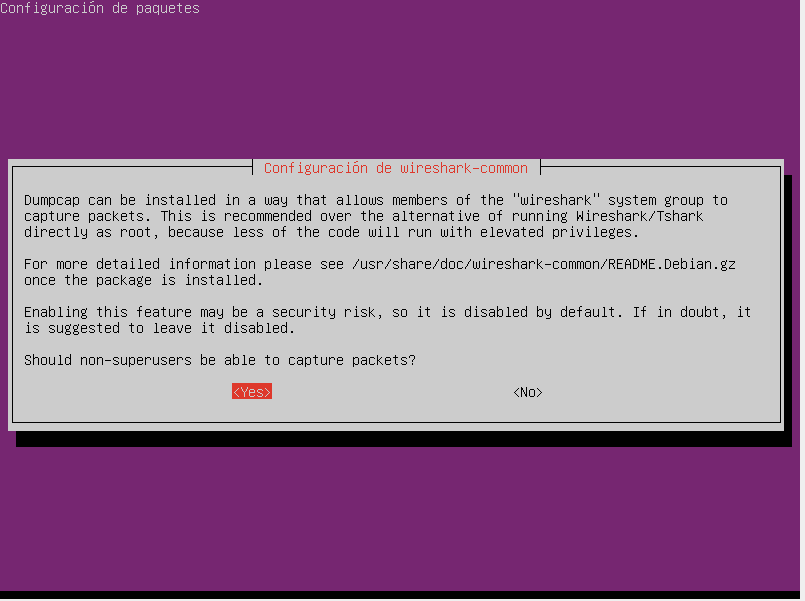 Configuración de paquetes
Configuración de wireshark-common
Dumpcap can be installed in a way that allows members of the "wireshark" system group to
capture packets. This is recommended over the alternative of running Wireshark/Tshark
directly as root, because less of the code will run with elevated privileges.
For more detailed information please see /usr/share/doc/wireshark-common/README.Debian.gz
once the package is installed.
Enabling this feature may be a security risk, so it is disabled by default. If in doubt, it
is suggested to leave it disabled.
Should non-superusers be able to capture packets?
<Yes> <No>